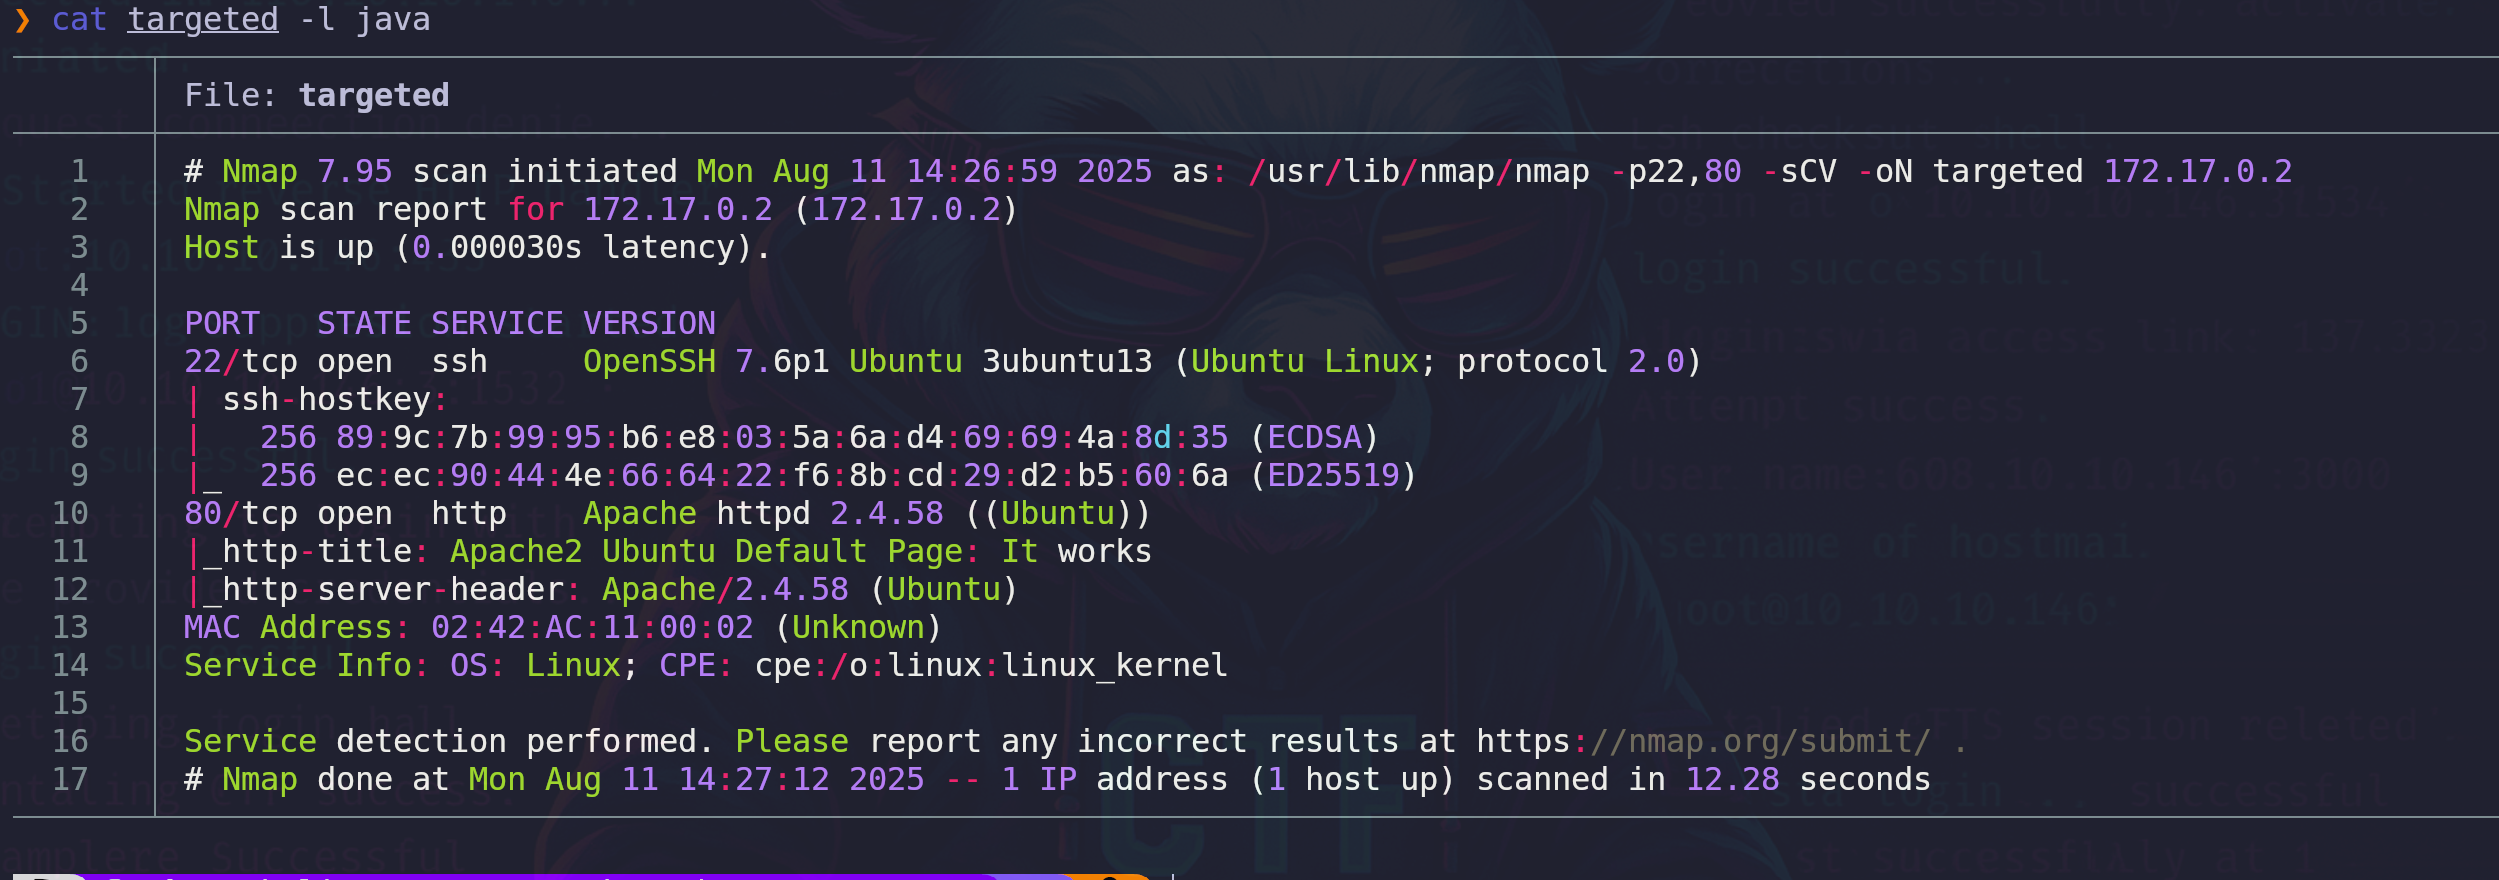 ❯ cat targeted -l java
File: targeted
1 # Nmap 7.95 scan initiated Mon Aug 11 14:26:59 2025 as: /usr/lib/nmap/nmap -p22,80 -sCV -oN targeted 172.17.0.2
2 Nmap scan report for 172.17.0.2 (172.17.0.2)
3 Host is up (0.000030s latency).
4
5 PORT   STATE SERVICE VERSION
6 22/tcp open  ssh     OpenSSH 7.6p1 Ubuntu 3ubuntu13 (Ubuntu Linux; protocol 2.0)
7 | ssh-hostkey:
8 |   256 89:9c:7b:99:95:b6:e8:03:5a:6a:d4:69:69:4a:8d:35 (ECDSA)
9 |_  256 ec:ec:90:44:4e:66:64:22:f6:8b:cd:29:d2:b5:60:6a (ED25519)
10 80/tcp open  http    Apache httpd 2.4.58 ((Ubuntu))
11 |_http-title: Apache2 Ubuntu Default Page: It works
12 |_http-server-header: Apache/2.4.58 (Ubuntu)
13 MAC Address: 02:42:AC:11:00:02 (Unknown)
14 Service Info: OS: Linux; CPE: cpe:/o:linux:linux_kernel
15
16 Service detection performed. Please report any incorrect results at https://nmap.org/submit/ .
17 # Nmap done at Mon Aug 11 14:27:12 2025 -- 1 IP address (1 host up) scanned in 12.28 seconds
CTF